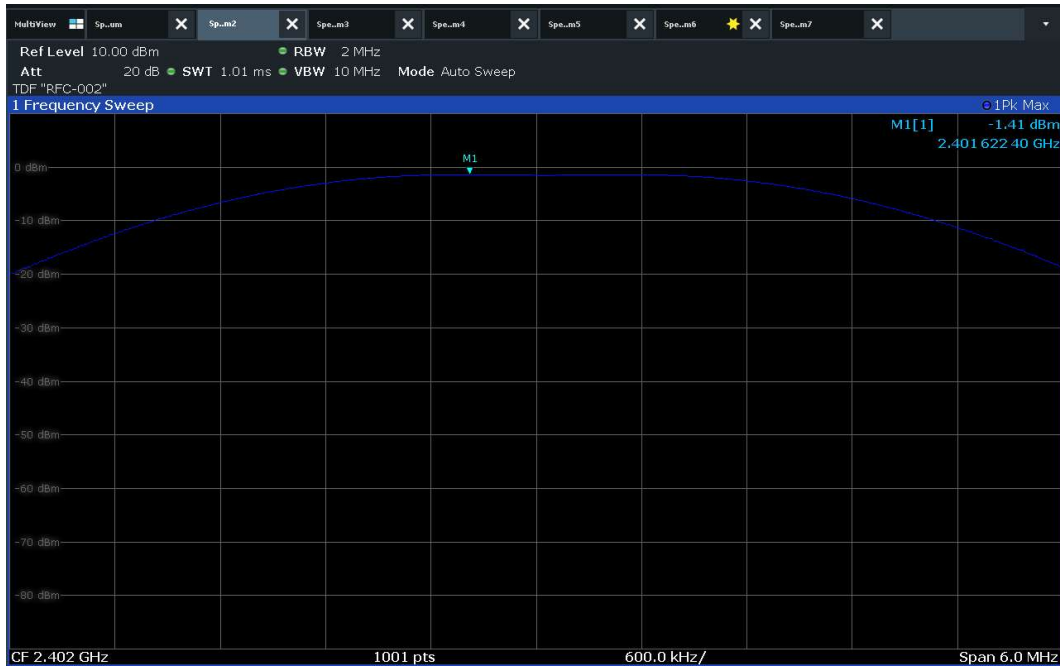 MultiView Sp..um Sp..m2 Spe..m3 Spe..m4 Spe..m5 Spe..m6 Spe..m7
Ref Level 10.00 dBm RBW 2 MHz
Att 20 dB SWT 1.01 ms VBW 10 MHz Mode Auto Sweep
TDF "RFC-002"
1 Frequency Sweep 1Pk Max
M1[1] -1.41 dBm
2.401 622 40 GHz
M1
0 dBm
-10 dBm
-20 dBm
-30 dBm
-40 dBm
-50 dBm
-60 dBm
-70 dBm
-80 dBm
CF 2.402 GHz 1001 pts 600.0 kHz/ Span 6.0 MHz